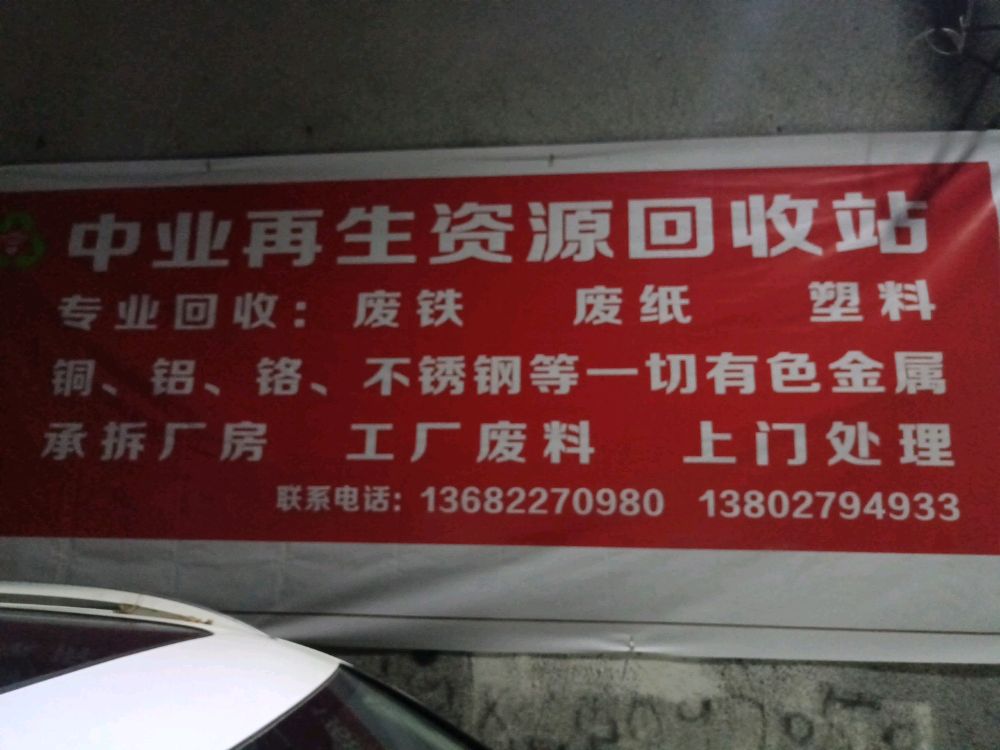 中业再生资源回收站
专业回收：废铁 废纸 塑料
铜、铝、铬、不锈钢等一切有色金属
承拆厂房 工厂废料 上门处理
联系电话：13682270980 13802794933